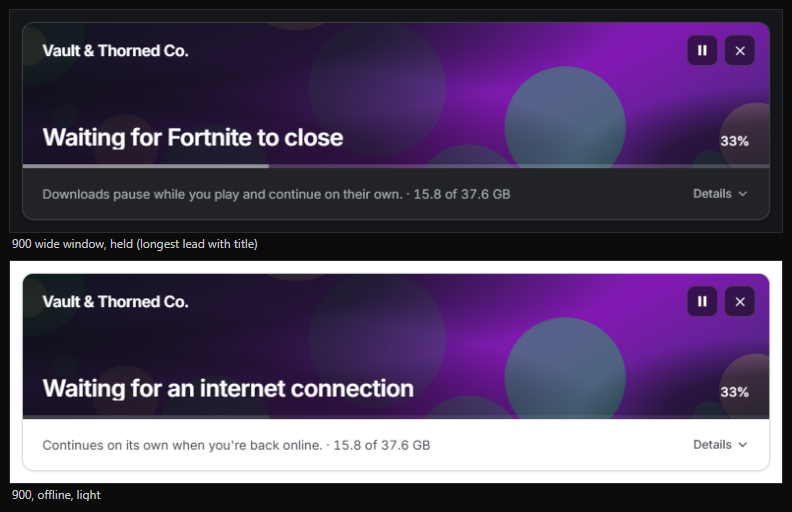 Vault & Thorned Co.
Waiting for Fortnite to close
33%
Downloads pause while you play and continue on their own. · 15.8 of 37.6 GB
Details
900 wide window, held (longest lead with title)
Vault & Thorned Co.
Waiting for an internet connection
33%
Continues on its own when you're back online. · 15.8 of 37.6 GB
Details
900, offline, light